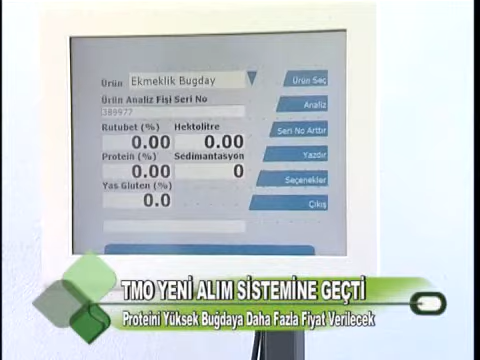 Ürün Ekmeklik Bugday Ürün Seç
Ürün Analiz Fişi Seri No Analiz
389977
Rutubet (%) Hektolitre Seri No Arttır
0.00 0.00
Protein (%) Sedimantasyon Yazdır
0.00 0 Seçenekler
Yas Gluten (%)
0.0 Çıkış
TMO YENİ ALIM SİSTEMİNE GEÇTİ
Proteini Yüksek Buğdaya Daha Fazla Fiyat Verilecek